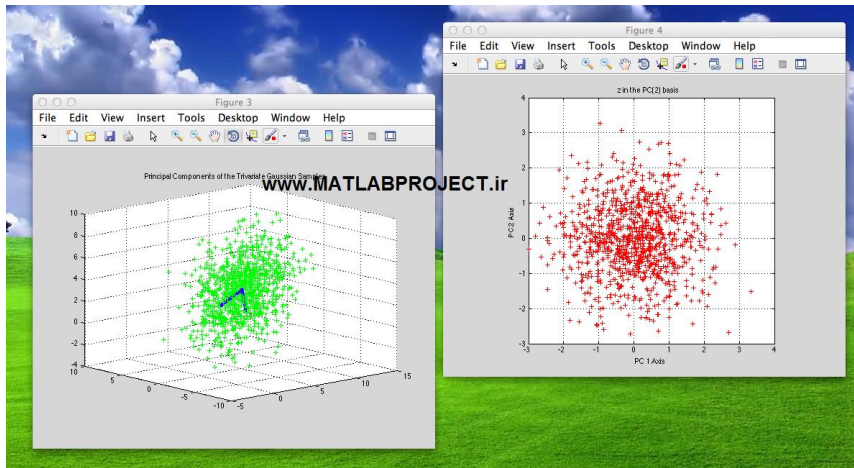 Figure 3
File Edit View Insert Tools Desktop Window Help
Principal Components of the Trivariate Gaussian Samples
10
8
6
4
2
0
-2
-4
10
5
0
-5
-10
-5
0
5
10
15
WWW.MATLABPROJECT.ir
Figure 4
File Edit View Insert Tools Desktop Window Help
z in the PC(2) basis
4
3
2
1
0
-1
-2
-3
PC 2 Axis
-3 -2 -1 0 1 2 3 4
PC 1 Axis